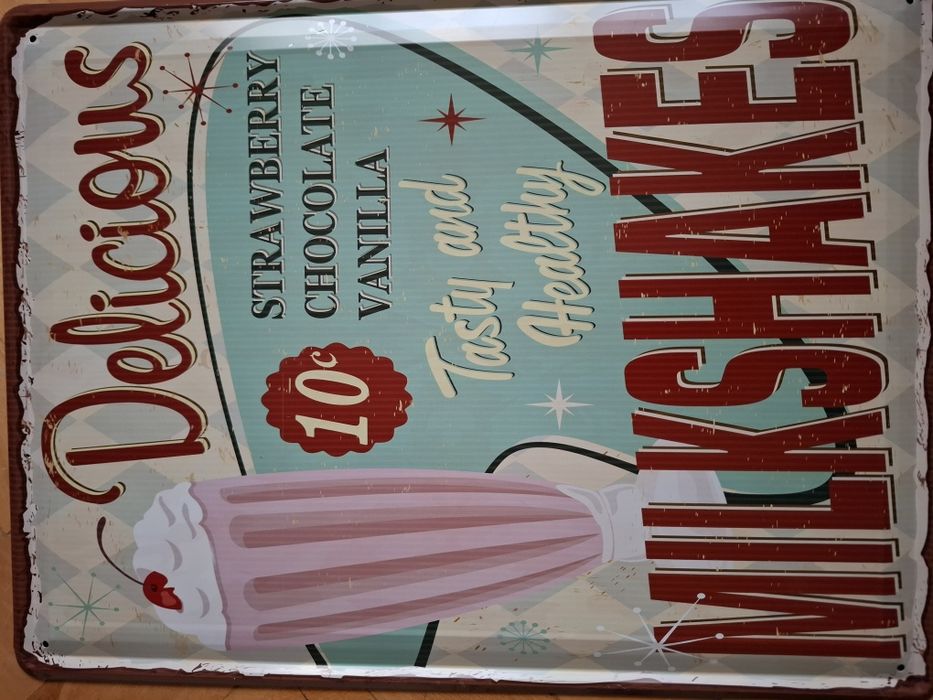 Delicious
STRAWBERRY
CHOCOLATE
VANILLA
10c
Tasty and
Healthy
MILKSHAKES